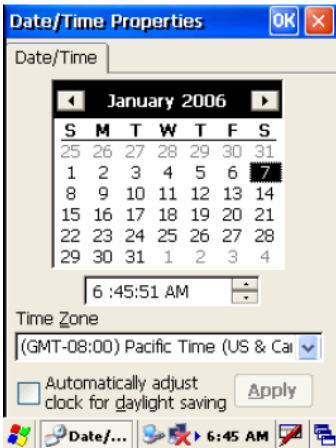 Date/Time Properties OK
Date/Time
January 2006
S M T W T F S
25 26 27 28 29 30 31
1 2 3 4 5 6 7
8 9 10 11 12 13 14
15 16 17 18 19 20 21
22 23 24 25 26 27 28
29 30 31 1 2 3 4
6 :45:51 AM
Time Zone
(GMT-08:00) Pacific Time (US & Cai
Automatically adjust
clock for daylight saving
Apply
Date/... 6:45 AM